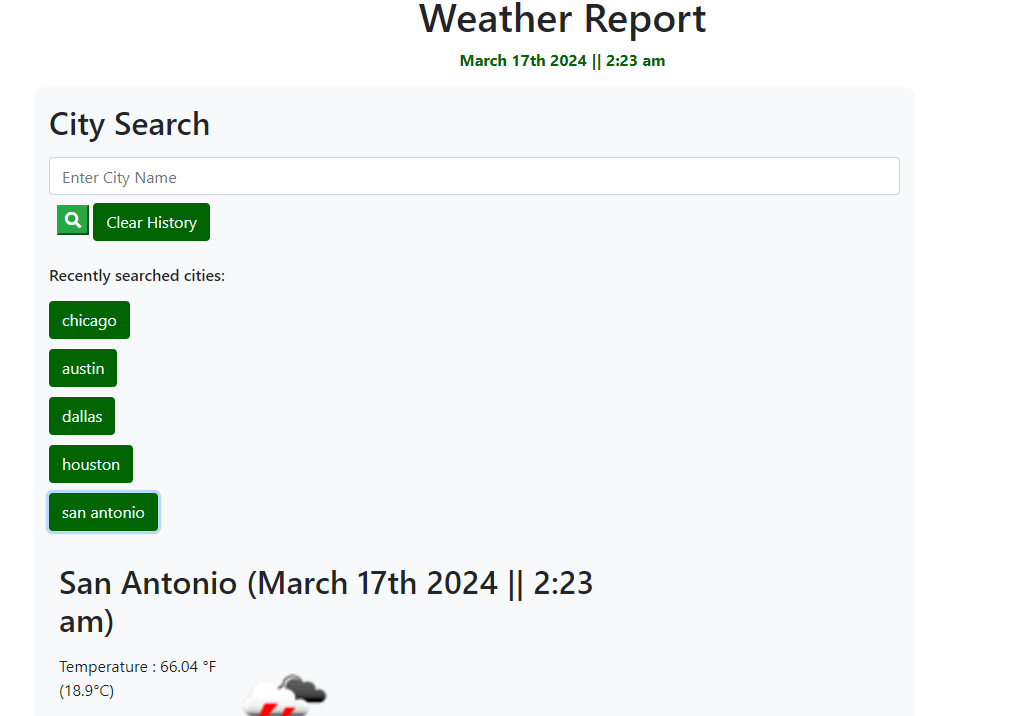 Weather Report
March 17th 2024 || 2:23 am
City Search
Enter City Name
Clear History
Recently searched cities:
chicago
austin
dallas
houston
san antonio
San Antonio (March 17th 2024 || 2:23
am)
Temperature : 66.04 °F
(18.9°C)